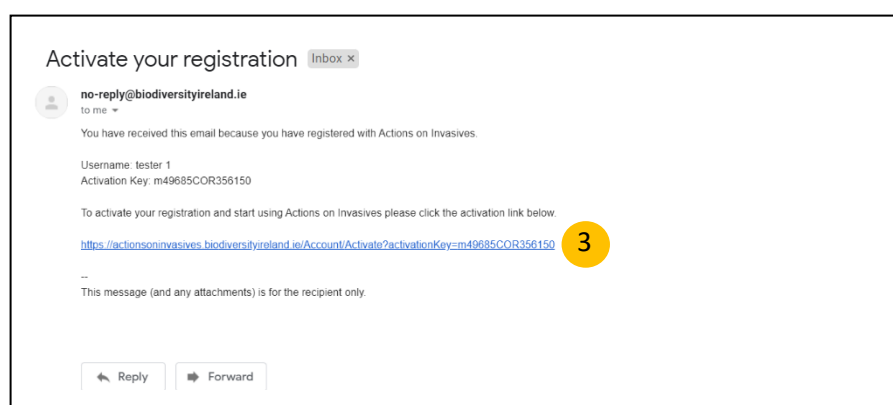 Activate your registration Inbox ×
no-reply@biodiversityireland.ie
to me
You have received this email because you have registered with Actions on Invasives.
Username: tester 1
Activation Key: m49685COR356150
To activate your registration and start using Actions on Invasives please click the activation link below.
https://actionsoninvasives.biodiversityireland.ie/Account/Activate?activationKey=m49685COR356150 3
--
This message (and any attachments) is for the recipient only.
Reply Forward